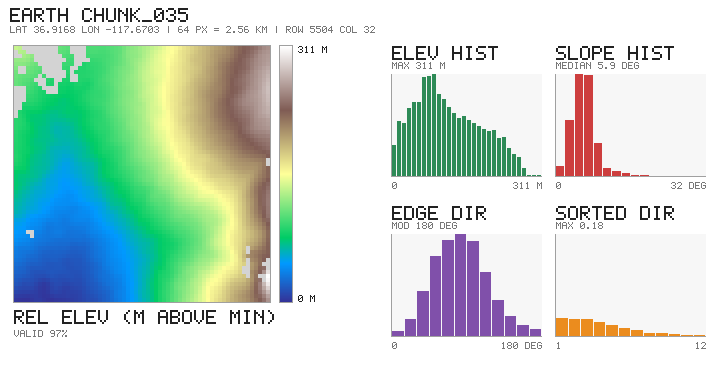 EARTH CHUNK_035
LAT 36.9168 LON -117.6703 | 64 PX = 2.56 KM | ROW 5504 COL 32
311 M
0 M
REL ELEV (M ABOVE MIN)
VALID 97%
ELEV HIST
MAX 311 M
0 311 M
SLOPE HIST
MEDIAN 5.9 DEG
0 32 DEG
EDGE DIR
MOD 180 DEG
0 180 DEG
SORTED DIR
MAX 0.18
1 12